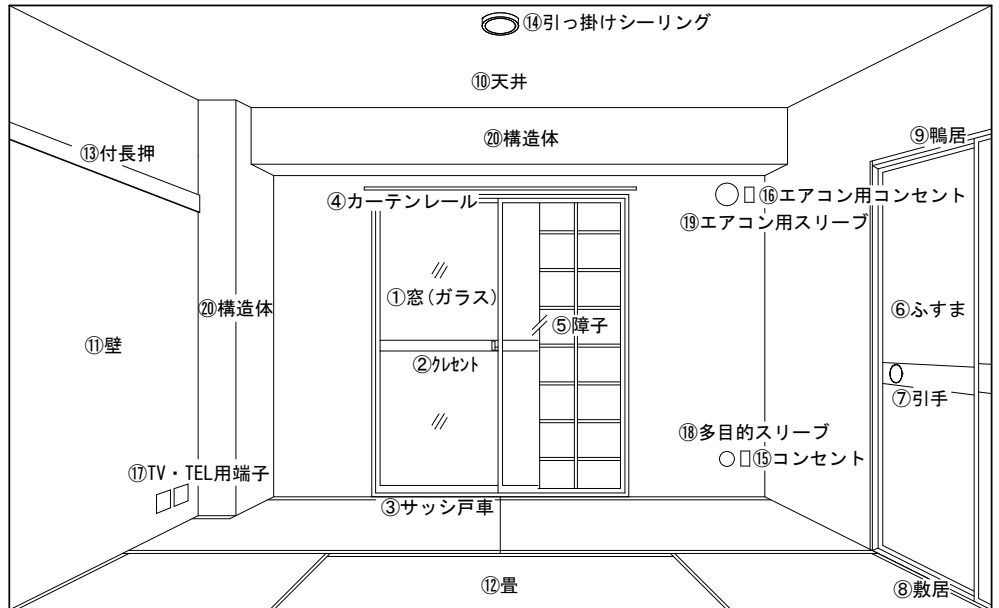 ⑭引っ掛けシーリング
⑩天井
⑳構造体
⑬付長押
⑨鴨居
④カーテンレール
⑯エアコン用コンセント
⑲エアコン用スリーブ
①窓(ガラス)
⑳構造体
⑥ふすま
⑤障子
⑪壁
②クレセント
⑦引手
⑱多目的スリーブ
⑮コンセント
⑰TV・TEL用端子
③サッシ戸車
⑫畳
⑧敷居